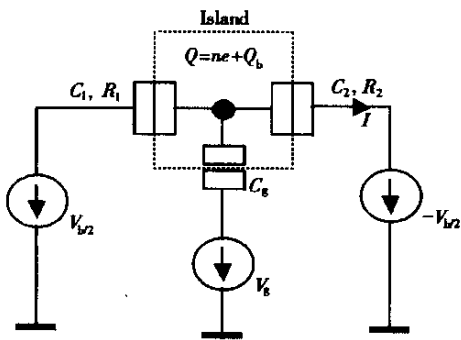 Island
Q=ne+Q_b
C_1, R_1
C_2, R_2
I
C_g
V_b/2
V_g
-V_b/2